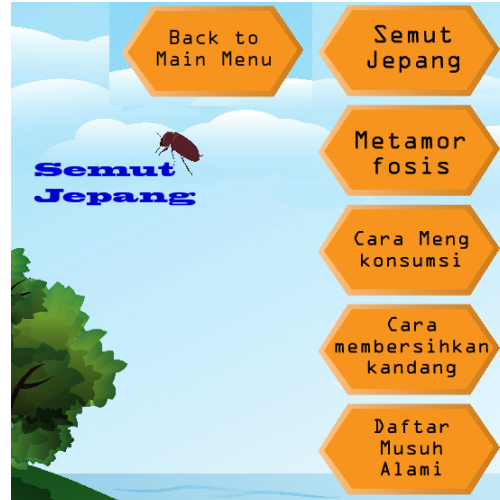 Back to
Main Menu
Semut
Jepang
Semut
Jepang
Metamor
fosis
Cara Meng
konsumsi
Cara
membersihkan
kandang
Daftar
Musuh
Alami